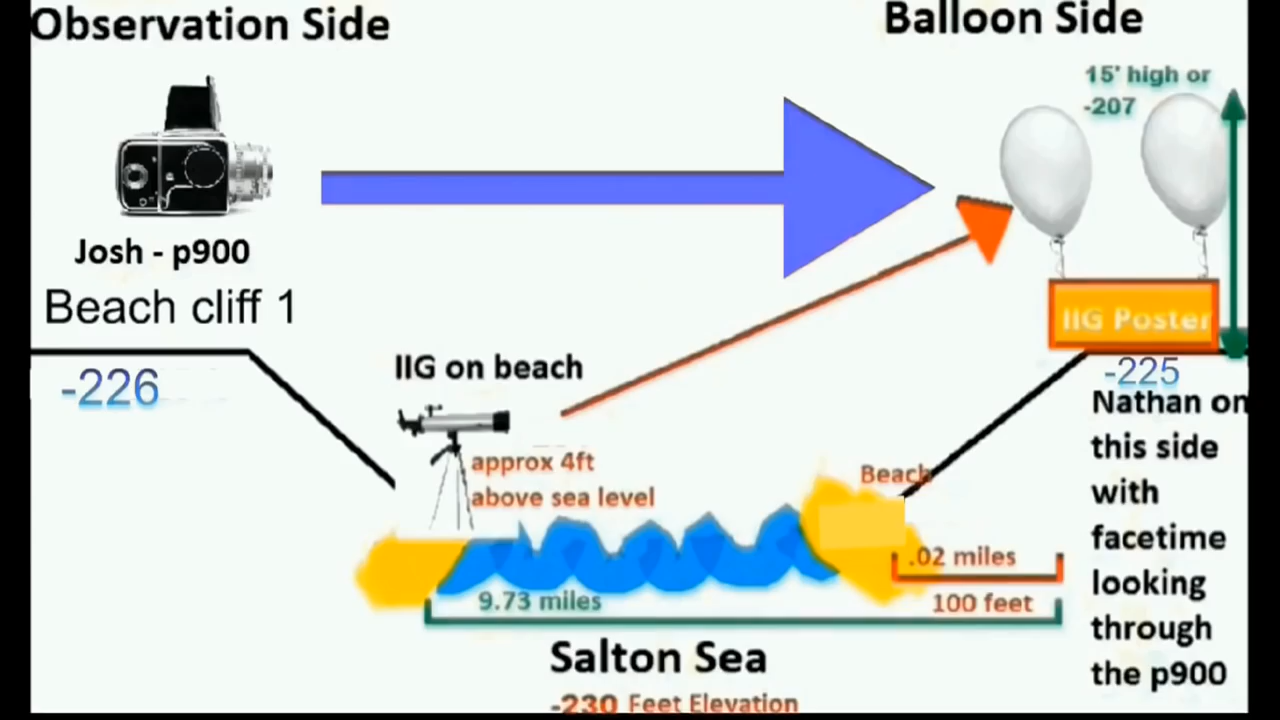 Observation Side
Balloon Side
15' high or
-207
Josh - p900
Beach cliff 1
-226
IIG on beach
approx 4ft
above sea level
IIG Poster
-225
Nathan on
this side
with
facetime
looking
through
the p900
Beach
.02 miles
100 feet
9.73 miles
Salton Sea
-230 Feet Elevation